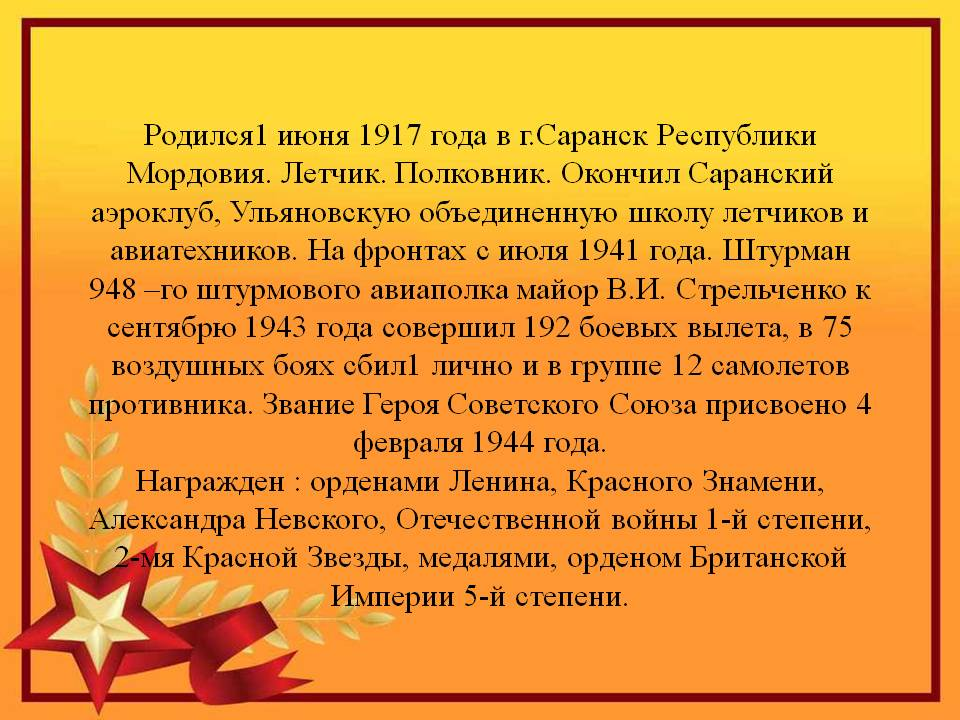 Родился1 июня 1917 года в г.Саранск Республики
Мордовия. Летчик. Полковник. Окончил Саранский
аэроклуб, Ульяновскую объединенную школу летчиков и
авиатехников. На фронтах с июля 1941 года. Штурман
948 –го штурмового авиаполка майор В.И. Стрельченко к
сентябрю 1943 года совершил 192 боевых вылета, в 75
воздушных боях сбил1 лично и в группе 12 самолетов
противника. Звание Героя Советского Союза присвоено 4
февраля 1944 года.
Награжден : орденами Ленина, Красного Знамени,
Александра Невского, Отечественной войны 1-й степени,
2-мя Красной Звезды, медалями, орденом Британской
Империи 5-й степени.